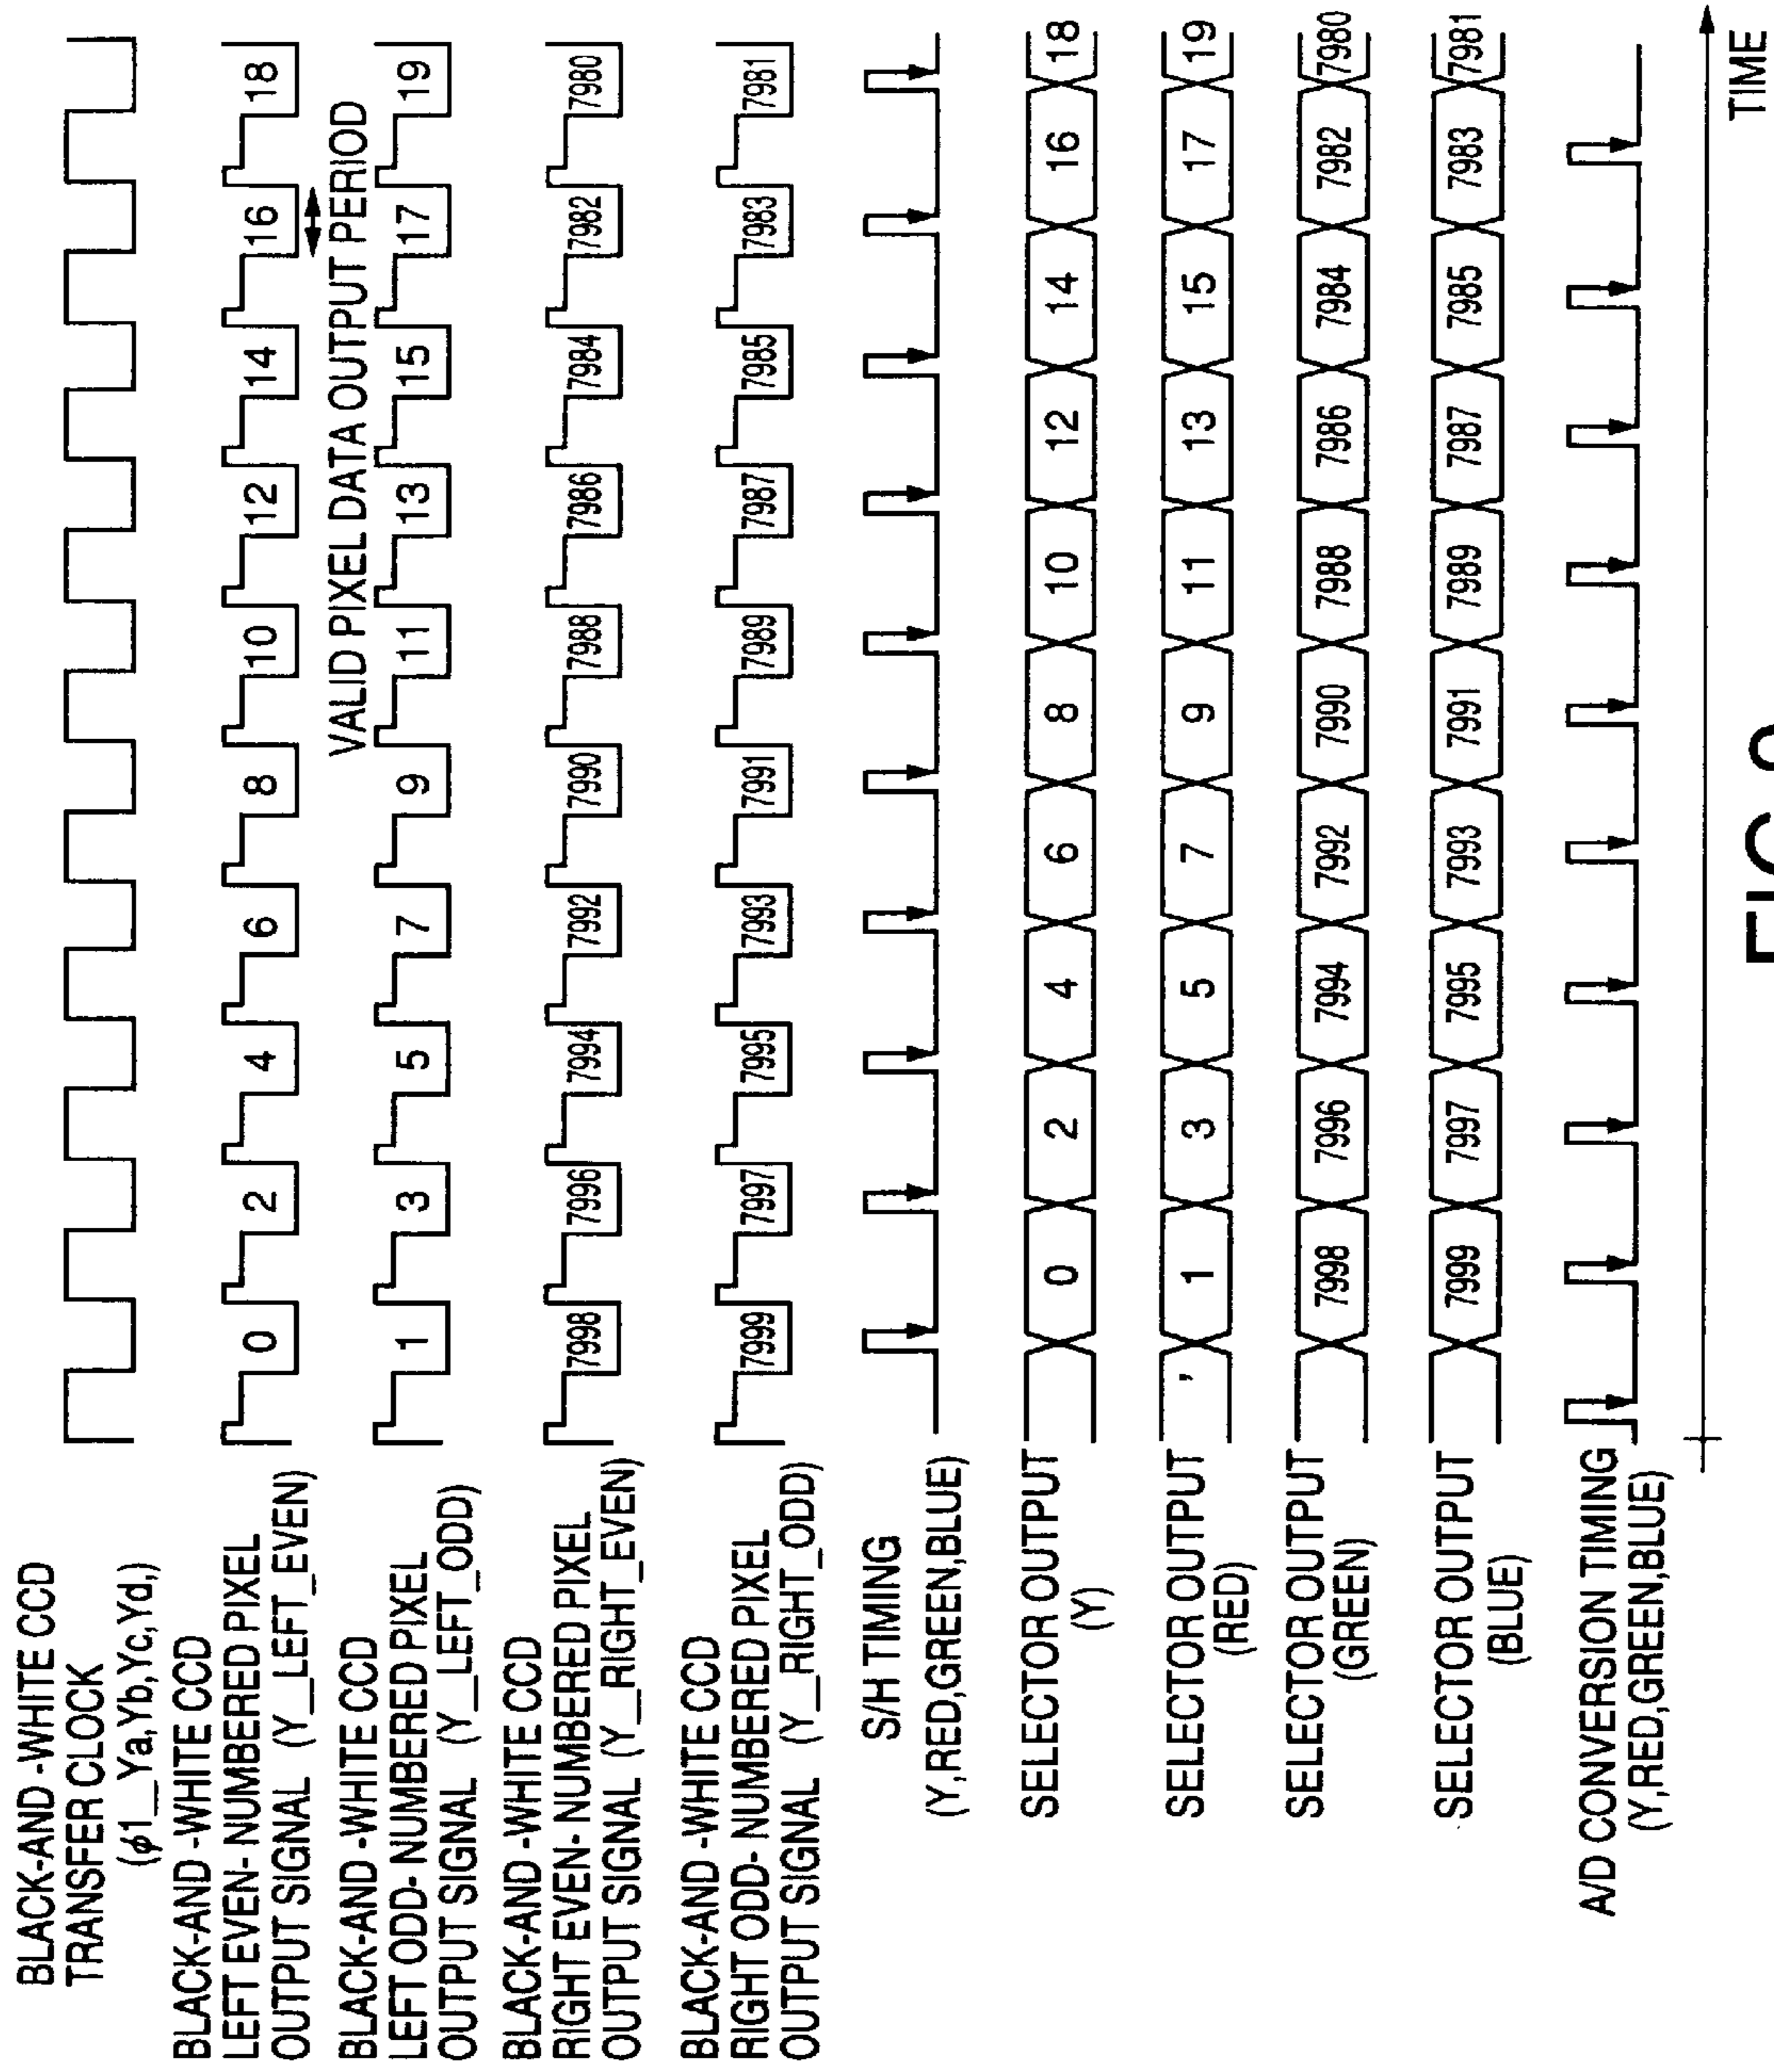 BLACK-AND-WHITE CCD
TRANSFER CLOCK
(ϕ1_Ya,Yb,Yc,Yd,)
BLACK-AND-WHITE CCD
LEFT EVEN-NUMBERED PIXEL
OUTPUT SIGNAL (Y_LEFT_EVEN)
0 2 4 6 8 10 12 14 16 18
VALID PIXEL DATA OUTPUT PERIOD
BLACK-AND-WHITE CCD
LEFT ODD-NUMBERED PIXEL
OUTPUT SIGNAL (Y_LEFT_ODD)
1 3 5 7 9 11 13 15 17 19
BLACK-AND-WHITE CCD
RIGHT EVEN-NUMBERED PIXEL
OUTPUT SIGNAL (Y_RIGHT_EVEN)
7998 7996 7994 7992 7990 7988 7986 7984 7982 7980
BLACK-AND-WHITE CCD
RIGHT ODD-NUMBERED PIXEL
OUTPUT SIGNAL (Y_RIGHT_ODD)
7999 7997 7995 7993 7991 7989 7987 7985 7983 7981
S/H TIMING
(Y,RED,GREEN,BLUE)
SELECTOR OUTPUT
(Y)
0 2 4 6 8 10 12 14 16 18
SELECTOR OUTPUT
(RED)
1 3 5 7 9 11 13 15 17 19
SELECTOR OUTPUT
(GREEN)
7998 7996 7994 7992 7990 7988 7986 7984 7982 7980
SELECTOR OUTPUT
(BLUE)
7999 7997 7995 7993 7991 7989 7987 7985 7983 7981
A/D CONVERSION TIMING
(Y,RED,GREEN,BLUE)
TIME